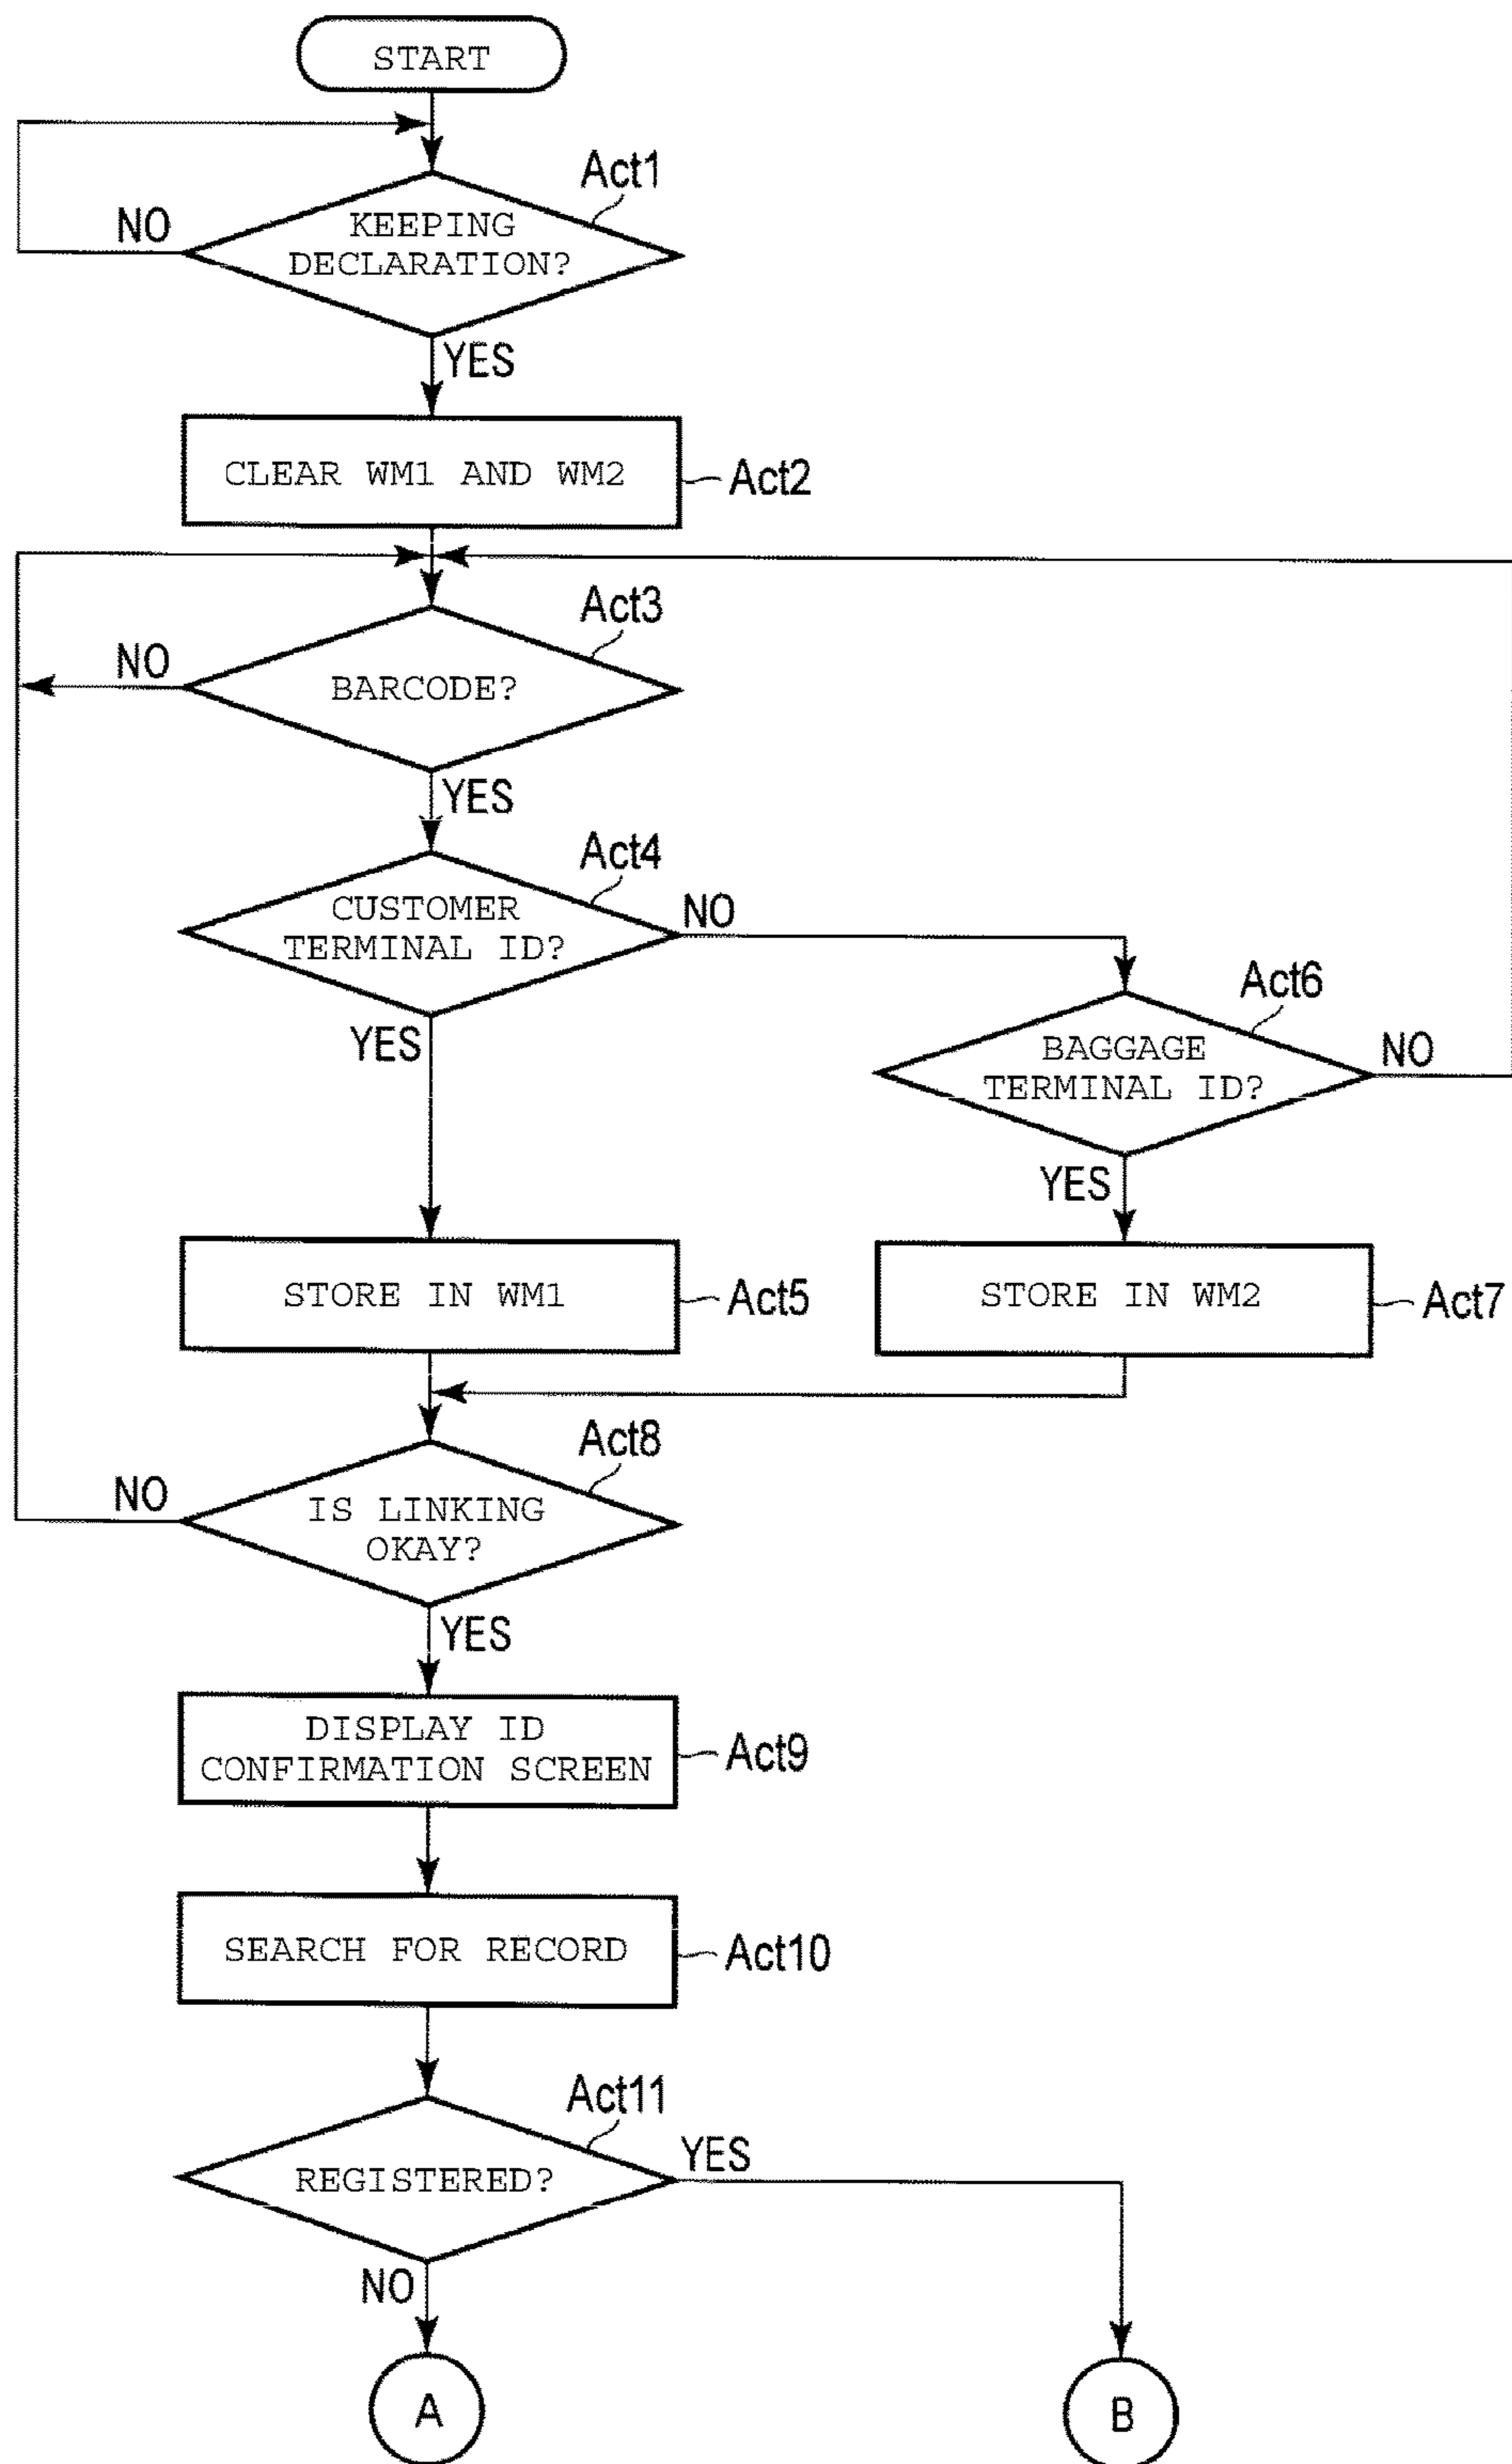 START
Act1
NO
KEEPING
DECLARATION?
YES
CLEAR WM1 AND WM2
Act2
Act3
NO
BARCODE?
YES
Act4
CUSTOMER
TERMINAL ID?
NO
YES
Act6
BAGGAGE
TERMINAL ID?
NO
YES
STORE IN WM1
Act5
STORE IN WM2
Act7
Act8
NO
IS LINKING
OKAY?
YES
DISPLAY ID
CONFIRMATION SCREEN
Act9
SEARCH FOR RECORD
Act10
Act11
REGISTERED?
YES
NO
A
B